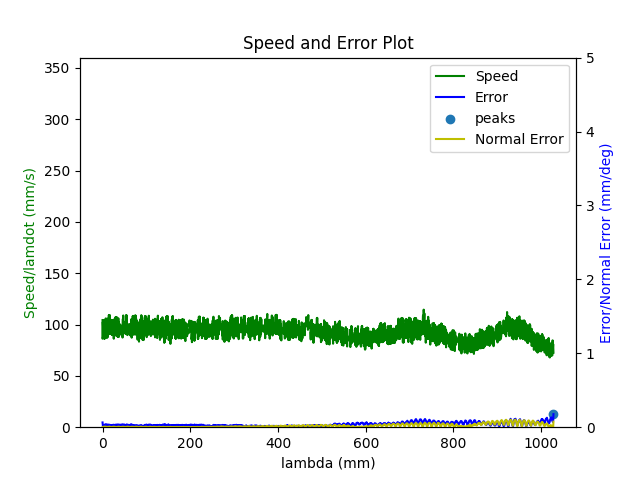 Speed and Error Plot
Speed
Error
peaks
Normal Error
350
300
250
200
150
100
50
0
Speed/lamdot (mm/s)
5
4
3
2
1
0
Error/Normal Error (mm/deg)
0
200
400
600
800
1000
lambda (mm)